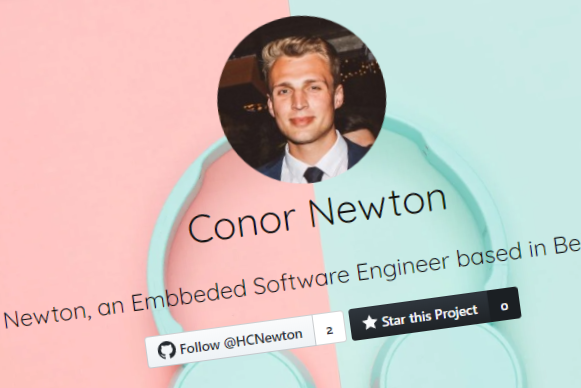 Conor Newton
Newton, an Embbeded Software Engineer based in Be
Follow @HCNewton 2
Star this Project 0